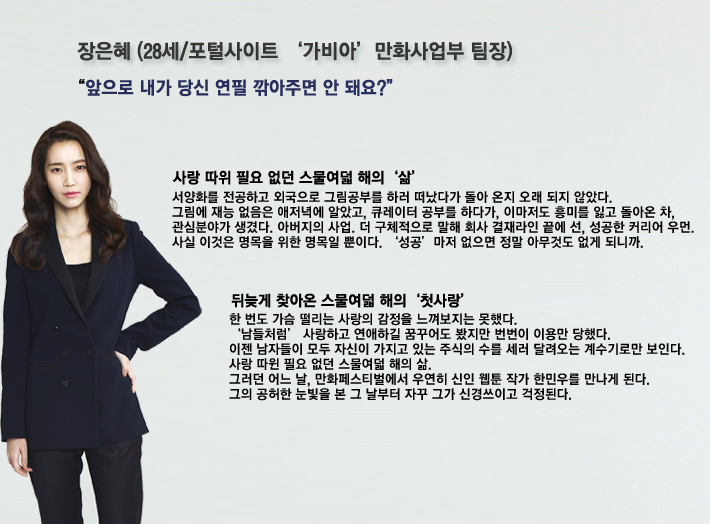 장은혜 (28세/포털사이트 ‘가비아’ 만화사업부 팀장)
“앞으로 내가 당신 연필 깎아주면 안 돼요?”
사랑 따위 필요 없던 스물여덟 해의 ‘삶’
서양화를 전공하고 외국으로 그림공부를 하러 떠났다가 돌아 온지 오래 되지 않았다.
그림에 재능 없음은 애저녁에 알았고, 큐레이터 공부를 하다가, 이마저도 흥미를 잃고 돌아온 차,
관심분야가 생겼다. 아버지의 사업. 더 구체적으로 말해 회사 결재라인 끝에 선, 성공한 커리어 우먼.
사실 이것은 명목을 위한 명목일 뿐이다. ‘성공’마저 없으면 정말 아무것도 없게 되니까.
뒤늦게 찾아온 스물여덟 해의 ‘첫사랑’
한 번도 가슴 떨리는 사랑의 감정을 느껴보지는 못했다.
‘남들처럼’ 사랑하고 연애하길 꿈꾸어도 봤지만 번번이 이용만 당했다.
이젠 남자들이 모두 자신이 가지고 있는 주식의 수를 세러 달려오는 계수기로만 보인다.
사랑 따윈 필요 없던 스물여덟 해의 삶.
그러던 어느 날, 만화페스티벌에서 우연히 신인 웹툰 작가 한민우를 만나게 된다.
그의 공허한 눈빛을 본 그 날부터 자꾸 그가 신경쓰이고 걱정된다.